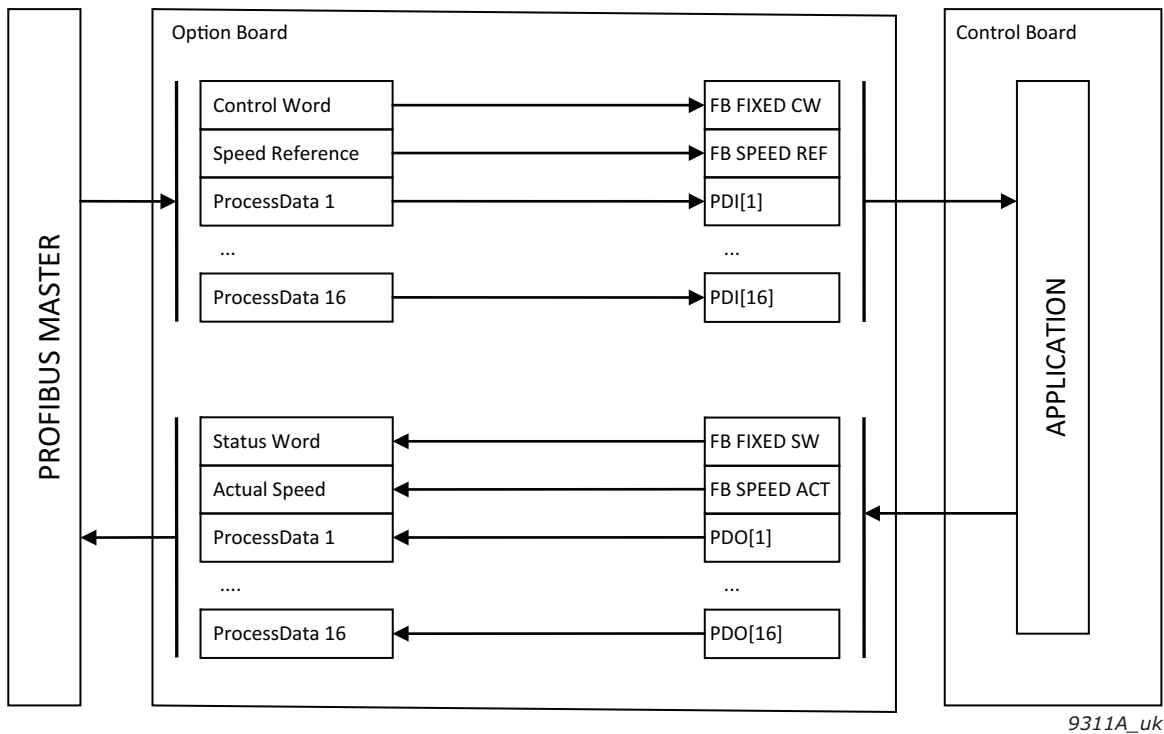 Option Board
Control Board
Control Word
FB FIXED CW
Speed Reference
FB SPEED REF
ProcessData 1
PDI[1]
...
...
ProcessData 16
PDI[16]
PROFIBUS MASTER
APPLICATION
Status Word
FB FIXED SW
Actual Speed
FB SPEED ACT
ProcessData 1
PDO[1]
....
...
ProcessData 16
PDO[16]
9311A_uk